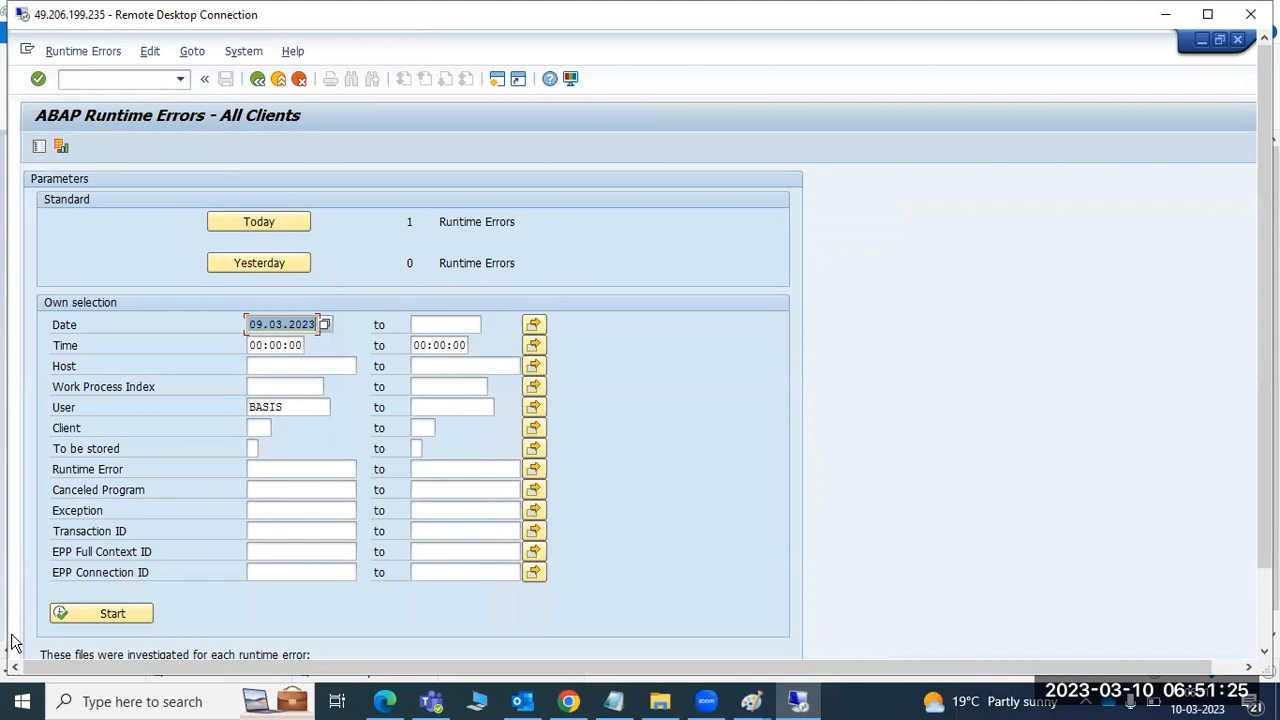 49.206.199.235 - Remote Desktop Connection
Runtime Errors Edit Goto System Help
ABAP Runtime Errors - All Clients
Parameters
Standard
Today 1 Runtime Errors
Yesterday 0 Runtime Errors
Own selection
Date 09.03.2023 to
Time 00:00:00 to 00:00:00
Host to
Work Process Index to
User BASIS to
Client to
To be stored to
Runtime Error to
Canceled Program to
Exception to
Transaction ID to
EPP Full Context ID to
EPP Connection ID to
Start
These files were investigated for each runtime error:
Type here to search
zoom
19°C Partly sunny
2023-03-10 06:51:25
10-03-2023
21